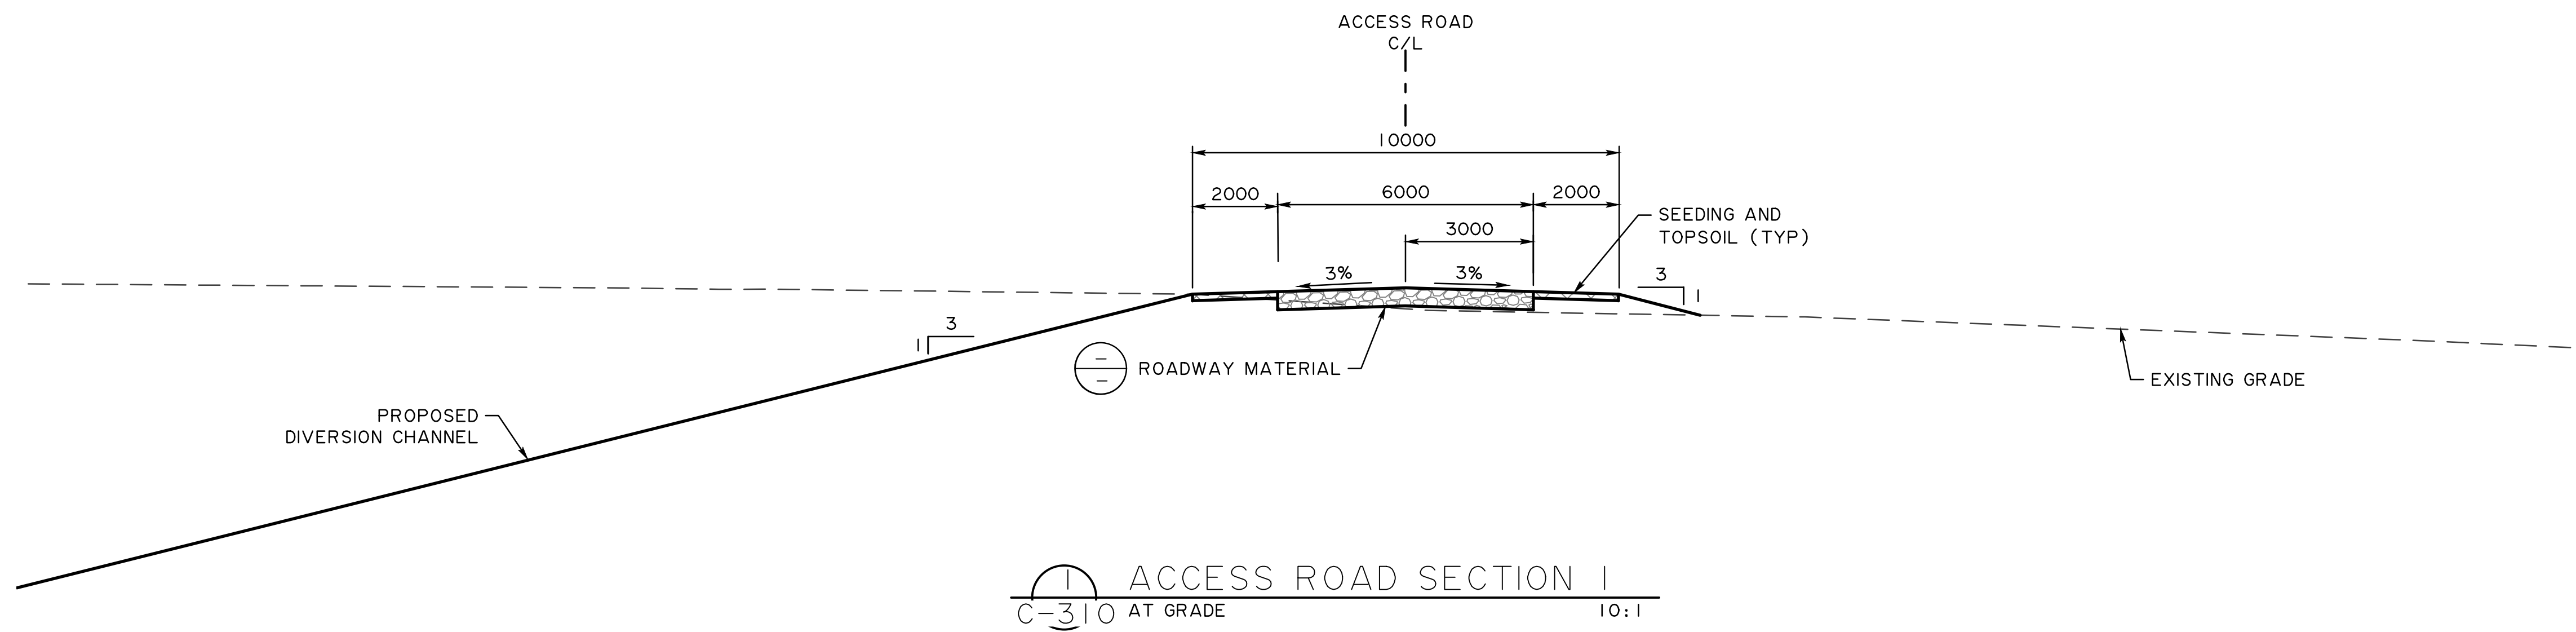 ACCESS ROAD
C/L
10000
2000
6000
2000
3000
SEEDING AND
TOPSOIL (TYP)
3%
3%
3
1
3
1
ROADWAY MATERIAL
EXISTING GRADE
PROPOSED
DIVERSION CHANNEL
1
ACCESS ROAD SECTION 1
C-310
AT GRADE
10:1